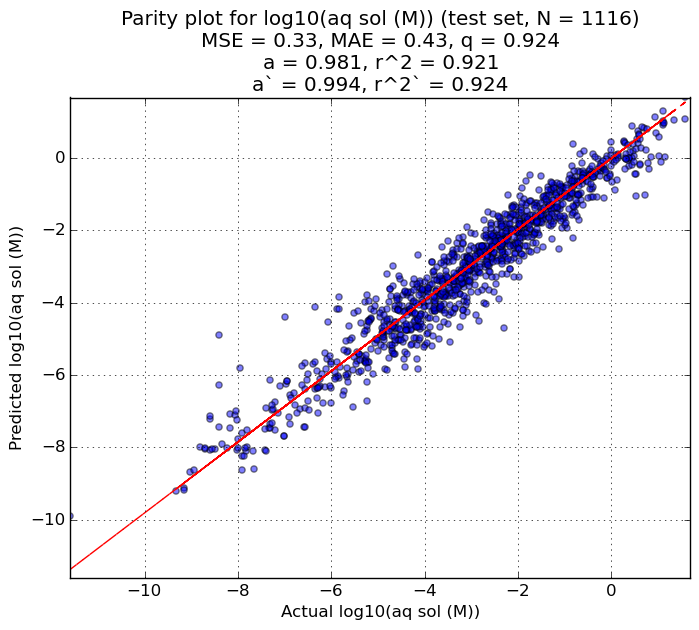 Parity plot for log10(aq sol (M)) (test set, N = 1116)
MSE = 0.33, MAE = 0.43, q = 0.924
a = 0.981, r^2 = 0.921
a` = 0.994, r^2` = 0.924
0
−2
−4
−6
−8
−10
Predicted log10(aq sol (M))
−10 −8 −6 −4 −2 0
Actual log10(aq sol (M))